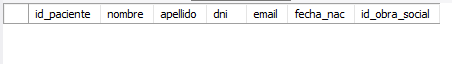 id_paciente nombre apellido dni email fecha_nac id_obra_social